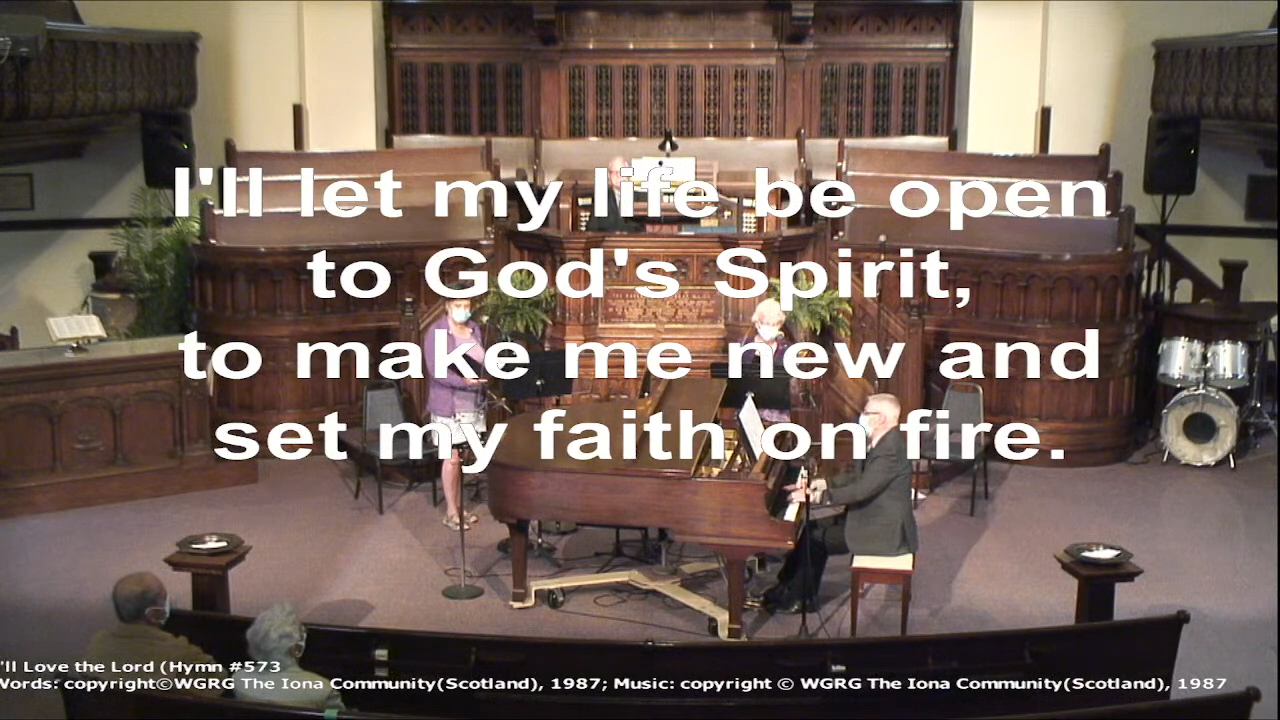 I'll let my life be open
to God's Spirit,
to make me new and
set my faith on fire.
'll Love the Lord (Hymn #573
Words: copyright©WGRG The Iona Community(Scotland), 1987; Music: copyright © WGRG The Iona Community(Scotland), 1987